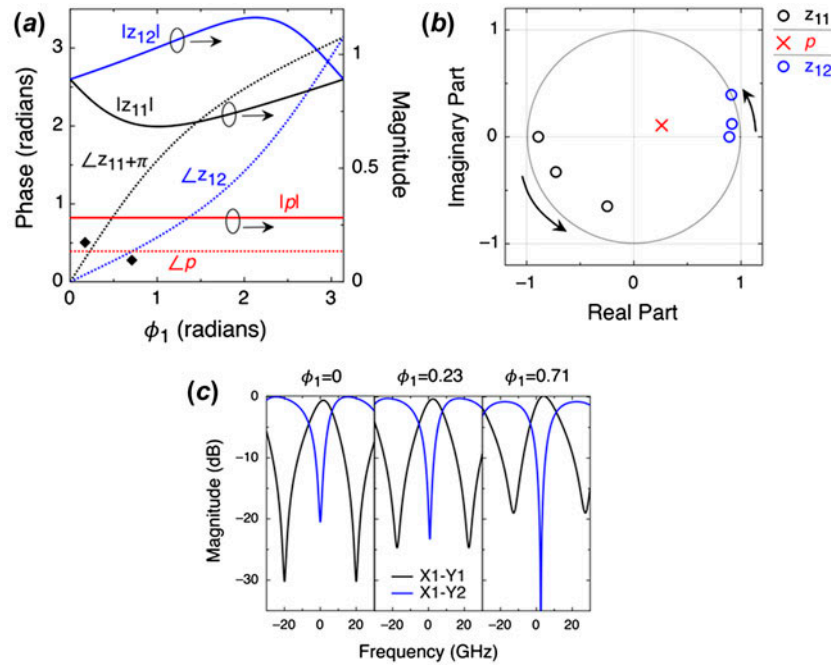 (a)
|z12|
|z11|
∠z11+π
∠z12
|p|
∠p
Phase (radians)
3
2
1
0
Magnitude
1
0.5
0
0 1 2 3
ϕ1 (radians)
(b)
Imaginary Part
1
0
−1
−1 0 1
Real Part
z11
p
z12
(c)
ϕ1=0 ϕ1=0.23 ϕ1=0.71
Magnitude (dB)
0
−10
−20
−30
X1-Y1
X1-Y2
−20 0 20 −20 0 20 −20 0 20
Frequency (GHz)